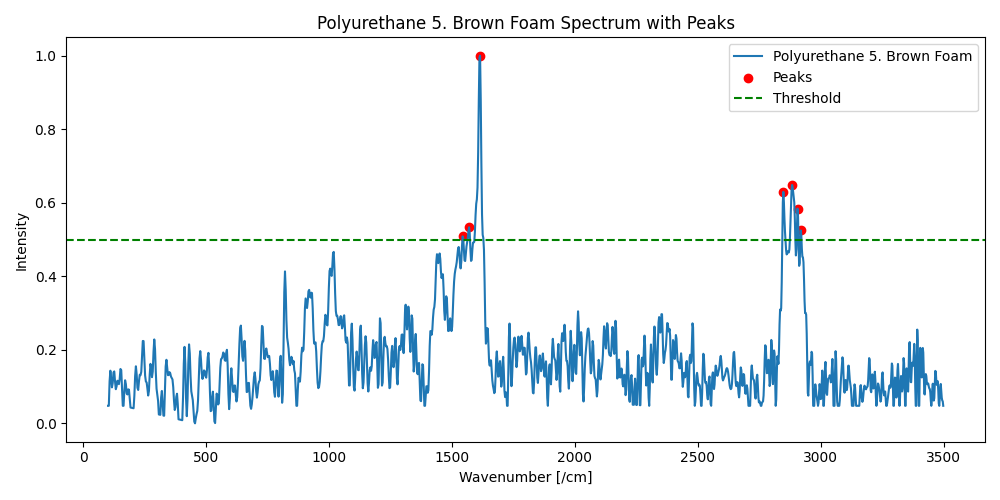 Polyurethane 5. Brown Foam Spectrum with Peaks
Polyurethane 5. Brown Foam
Peaks
Threshold
1.0
0.8
0.6
0.4
0.2
0.0
Intensity
0 500 1000 1500 2000 2500 3000 3500
Wavenumber [/cm]